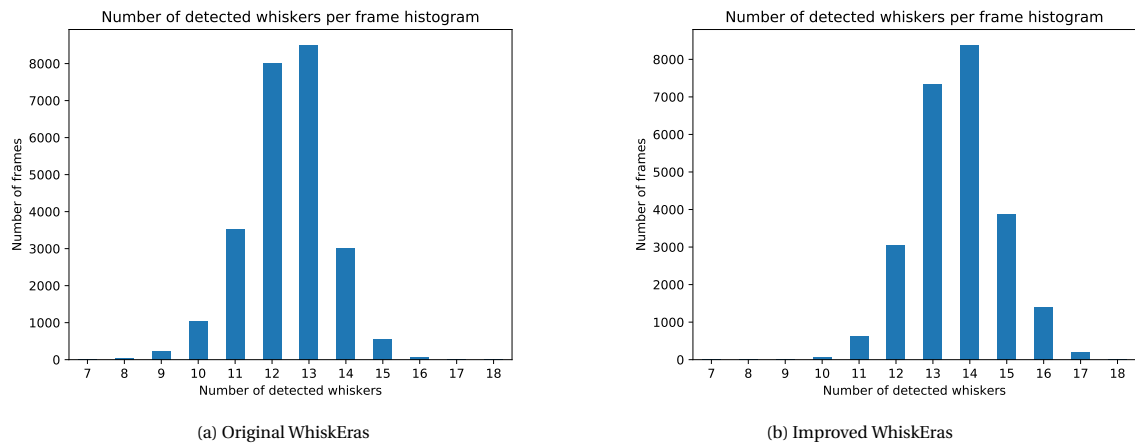 Number of detected whiskers per frame histogram
Number of frames
8000
7000
6000
5000
4000
3000
2000
1000
0
7 8 9 10 11 12 13 14 15 16 17 18
Number of detected whiskers
(a) Original WhiskEras
Number of detected whiskers per frame histogram
Number of frames
8000
7000
6000
5000
4000
3000
2000
1000
0
7 8 9 10 11 12 13 14 15 16 17 18
Number of detected whiskers
(b) Improved WhiskEras